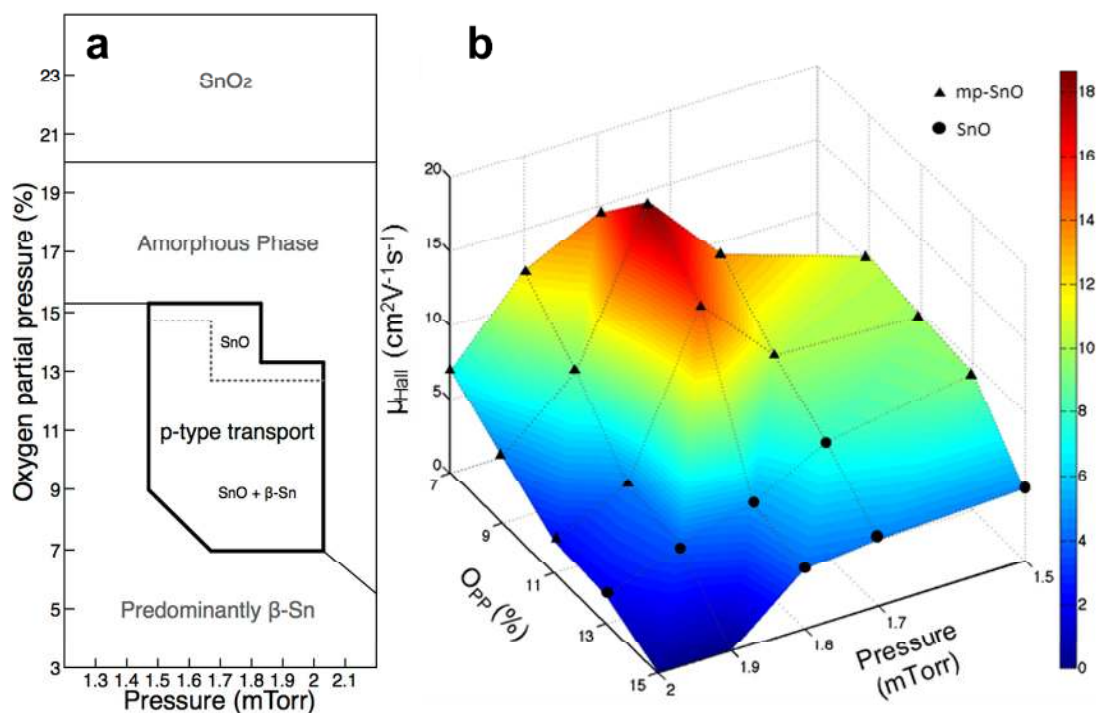 a
SnO₂
Amorphous Phase
SnO
p-type transport
SnO + β-Sn
Predominantly β-Sn
Oxygen partial pressure (%)
23
21
19
17
15
13
11
9
7
5
3
1.3 1.4 1.5 1.6 1.7 1.8 1.9 2 2.1
Pressure (mTorr)
b
▲ mp-SnO
● SnO
μHall (cm²V⁻¹s⁻¹)
20
15
10
5
0
7
9
11
13
15
OPP (%)
2
1.9
1.8
1.7
1.5
Pressure
(mTorr)
18
16
14
12
10
8
6
4
2
0